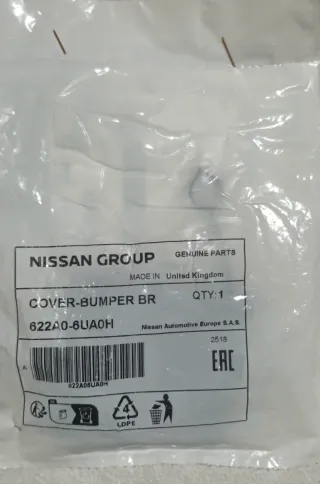 NISSAN GROUP GENUINE PARTS
MADE IN United Kingdom
COVER-BUMPER BR QTY:1
622A0-6UA0H Nissan Automotive Europe S.A.S.
2518
A
EAC
622A06UA0H
4
LDPE